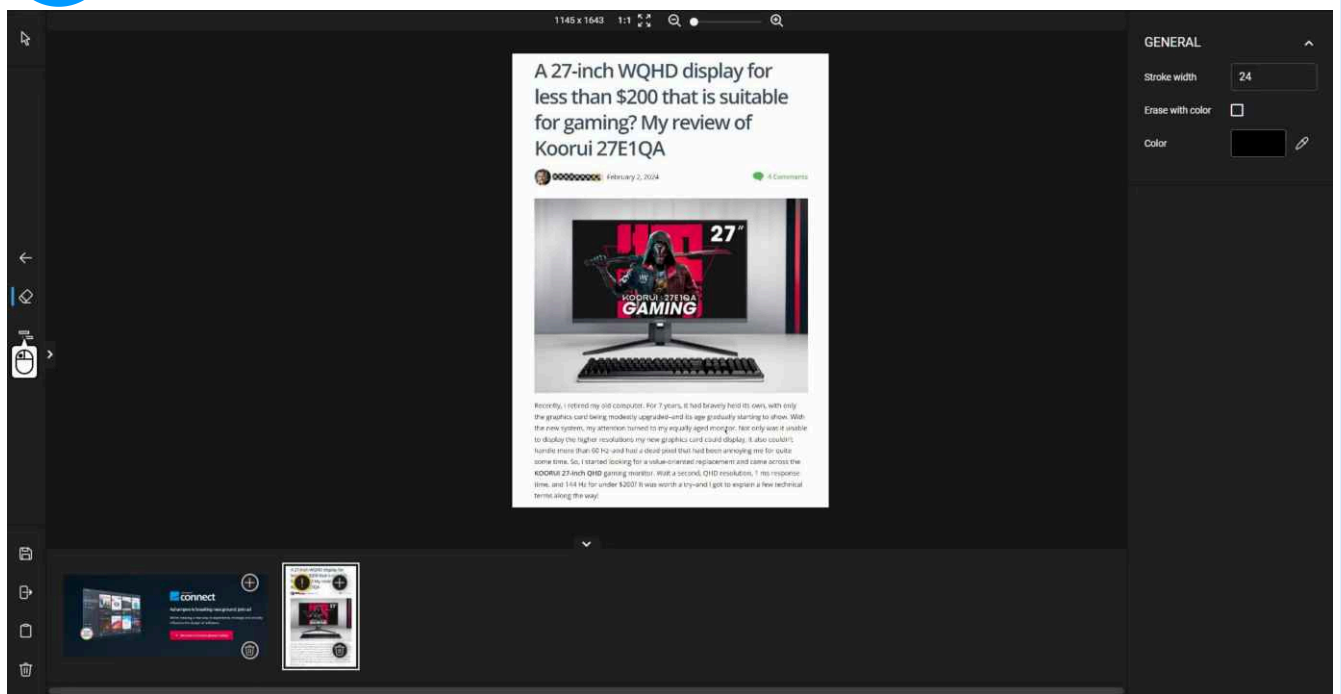 1145 x 1643 1:1
GENERAL
Stroke width 24
Erase with color
Color
A 27-inch WQHD display for
less than $200 that is suitable
for gaming? My review of
Koorui 27E1QA
February 2, 2024 4 Comments
27"
KOORUI 27E1QA
GAMING
Recently, I retired my old computer. For 7 years, it had bravely held its own, with only
the graphics card being modestly upgraded–and its age gradually starting to show. With
the new system, my attention turned to my equally aged monitor. Not only was it unable
to display the higher resolutions my new graphics card could display, it also couldn't
handle more than 60 Hz–and had a dead pixel that had been annoying me for quite
some time. So, I started looking for a value-oriented replacement and came across the
KOORUI 27-inch QHD gaming monitor. Wait a second, QHD resolution, 1 ms response
time, and 144 Hz for under $200? It was worth a try–and I got to explain a few technical
terms along the way!
connect
A 27-inch WQHD display for